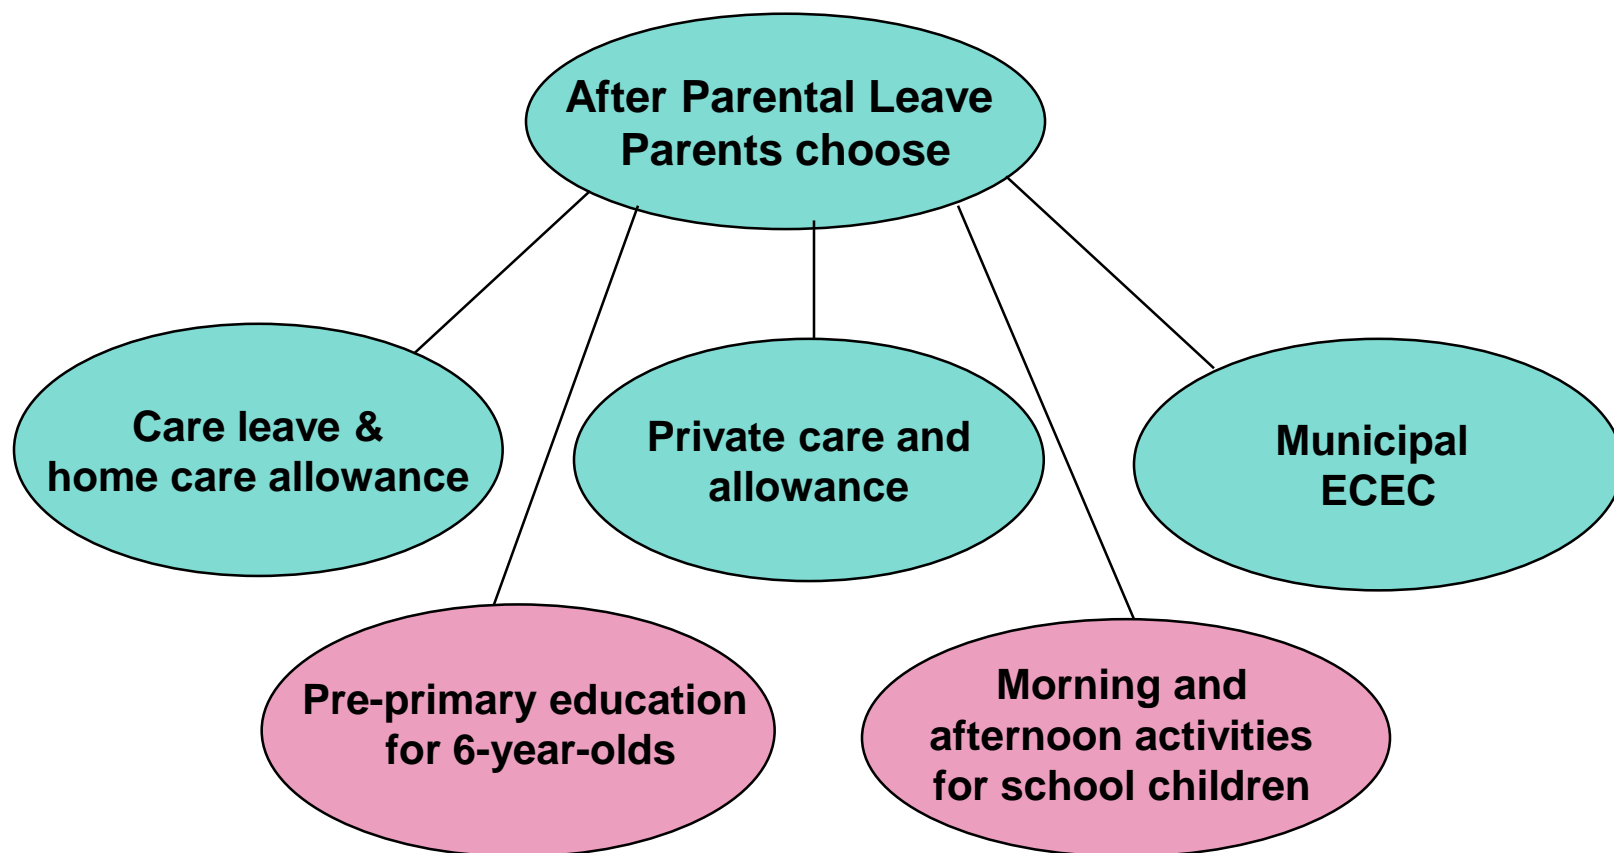 After Parental Leave
Parents choose
Care leave &
home care allowance
Private care and
allowance
Municipal
ECEC
Pre-primary education
for 6-year-olds
Morning and
afternoon activities
for school children